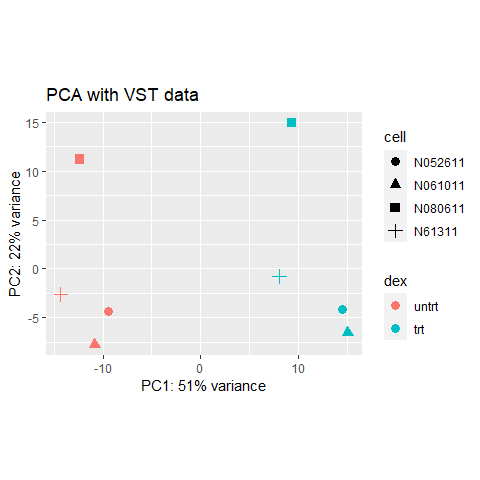 PCA with VST data
PC2: 22% variance
15
10
5
0
-5
-10
0
10
PC1: 51% variance
cell
N052611
N061011
N080611
N61311
dex
untrt
trt